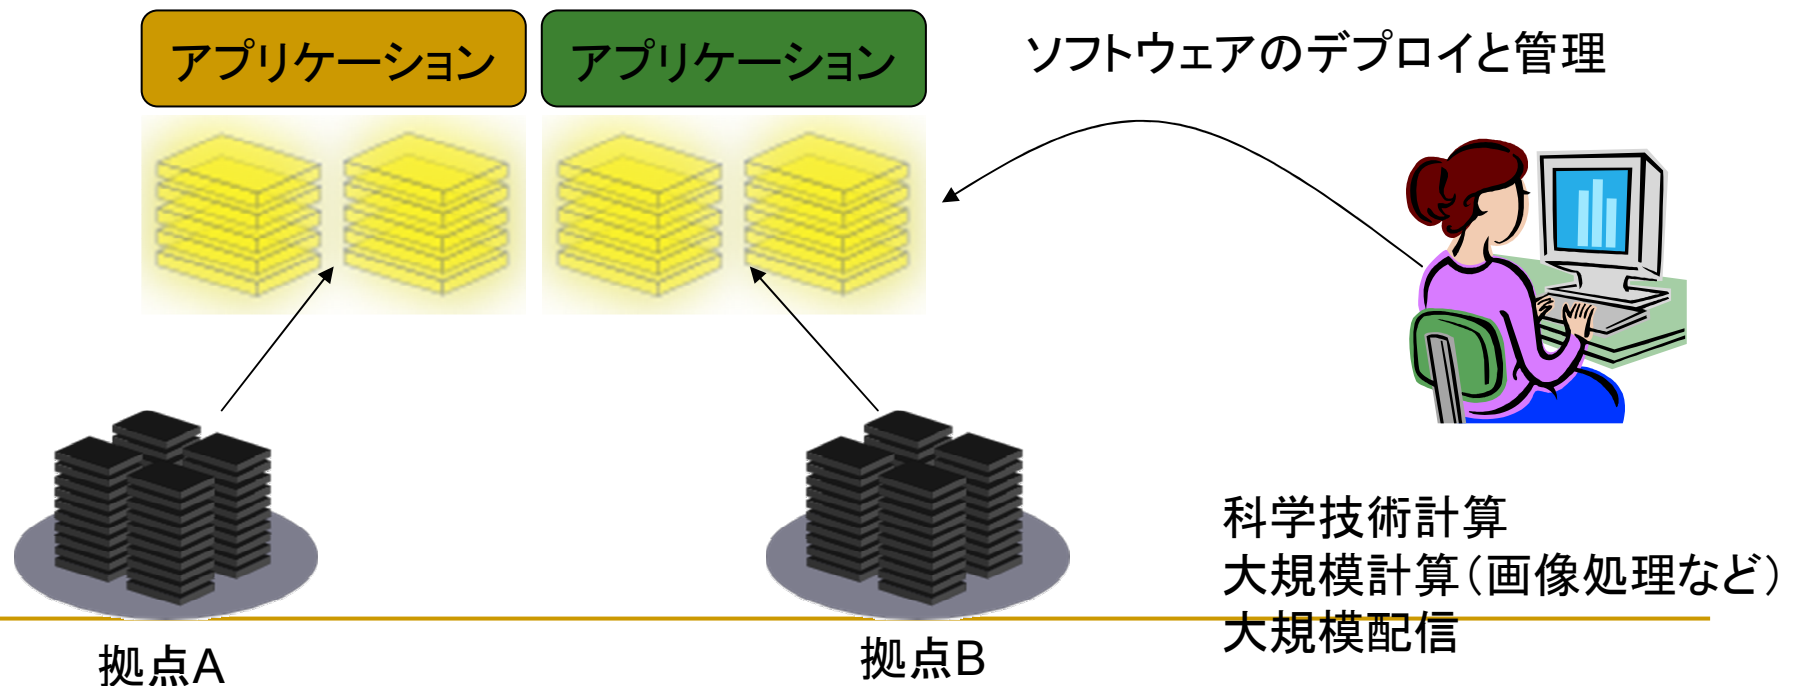 アプリケーション
アプリケーション
ソフトウェアのデプロイと管理
科学技術計算
大規模計算(画像処理など)
大規模配信
拠点A
拠点B